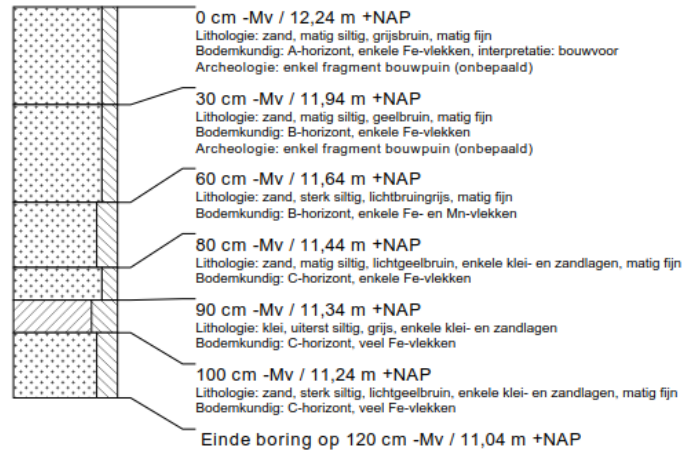 0 cm -Mv / 12,24 m +NAP
Lithologie: zand, matig siltig, grijsbruin, matig fijn
Bodemkundig: A-horizont, enkele Fe-vlekken, interpretatie: bouwvoor
Archeologie: enkel fragment bouwpuin (onbepaald)
30 cm -Mv / 11,94 m +NAP
Lithologie: zand, matig siltig, geelbruin, matig fijn
Bodemkundig: B-horizont, enkele Fe-vlekken
Archeologie: enkel fragment bouwpuin (onbepaald)
60 cm -Mv / 11,64 m +NAP
Lithologie: zand, sterk siltig, lichtbruingrijs, matig fijn
Bodemkundig: B-horizont, enkele Fe- en Mn-vlekken
80 cm -Mv / 11,44 m +NAP
Lithologie: zand, matig siltig, lichtgeelbruin, enkele klei- en zandlagen, matig fijn
Bodemkundig: C-horizont, enkele Fe-vlekken
90 cm -Mv / 11,34 m +NAP
Lithologie: klei, uiterst siltig, grijs, enkele klei- en zandlagen
Bodemkundig: C-horizont, veel Fe-vlekken
100 cm -Mv / 11,24 m +NAP
Lithologie: zand, sterk siltig, lichtgeelbruin, enkele klei- en zandlagen, matig fijn
Bodemkundig: C-horizont, veel Fe-vlekken
Einde boring op 120 cm -Mv / 11,04 m +NAP